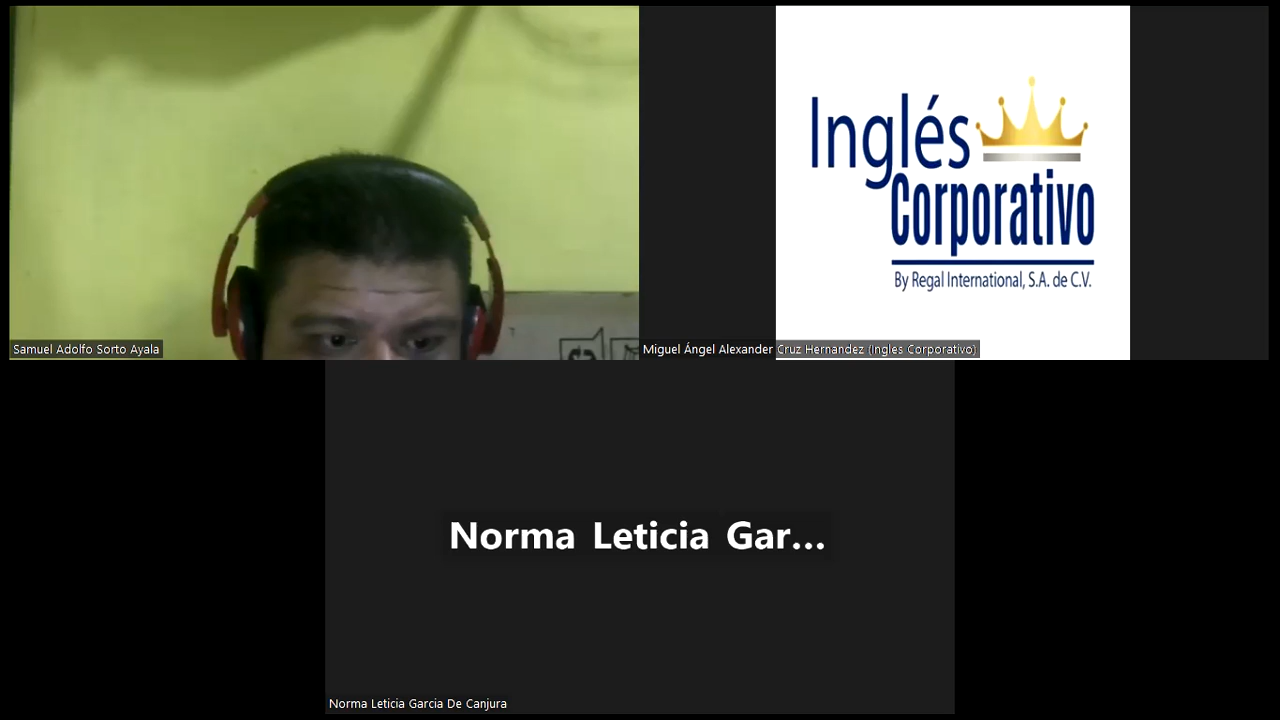 Inglés
Corporativo
By Regal International, S.A. de C.V.
Samuel Adolfo Sorto Ayala
Miguel Ángel Alexander Cruz Hernandez (Ingles Corporativo)
Norma Leticia Gar...
Norma Leticia Garcia De Canjura